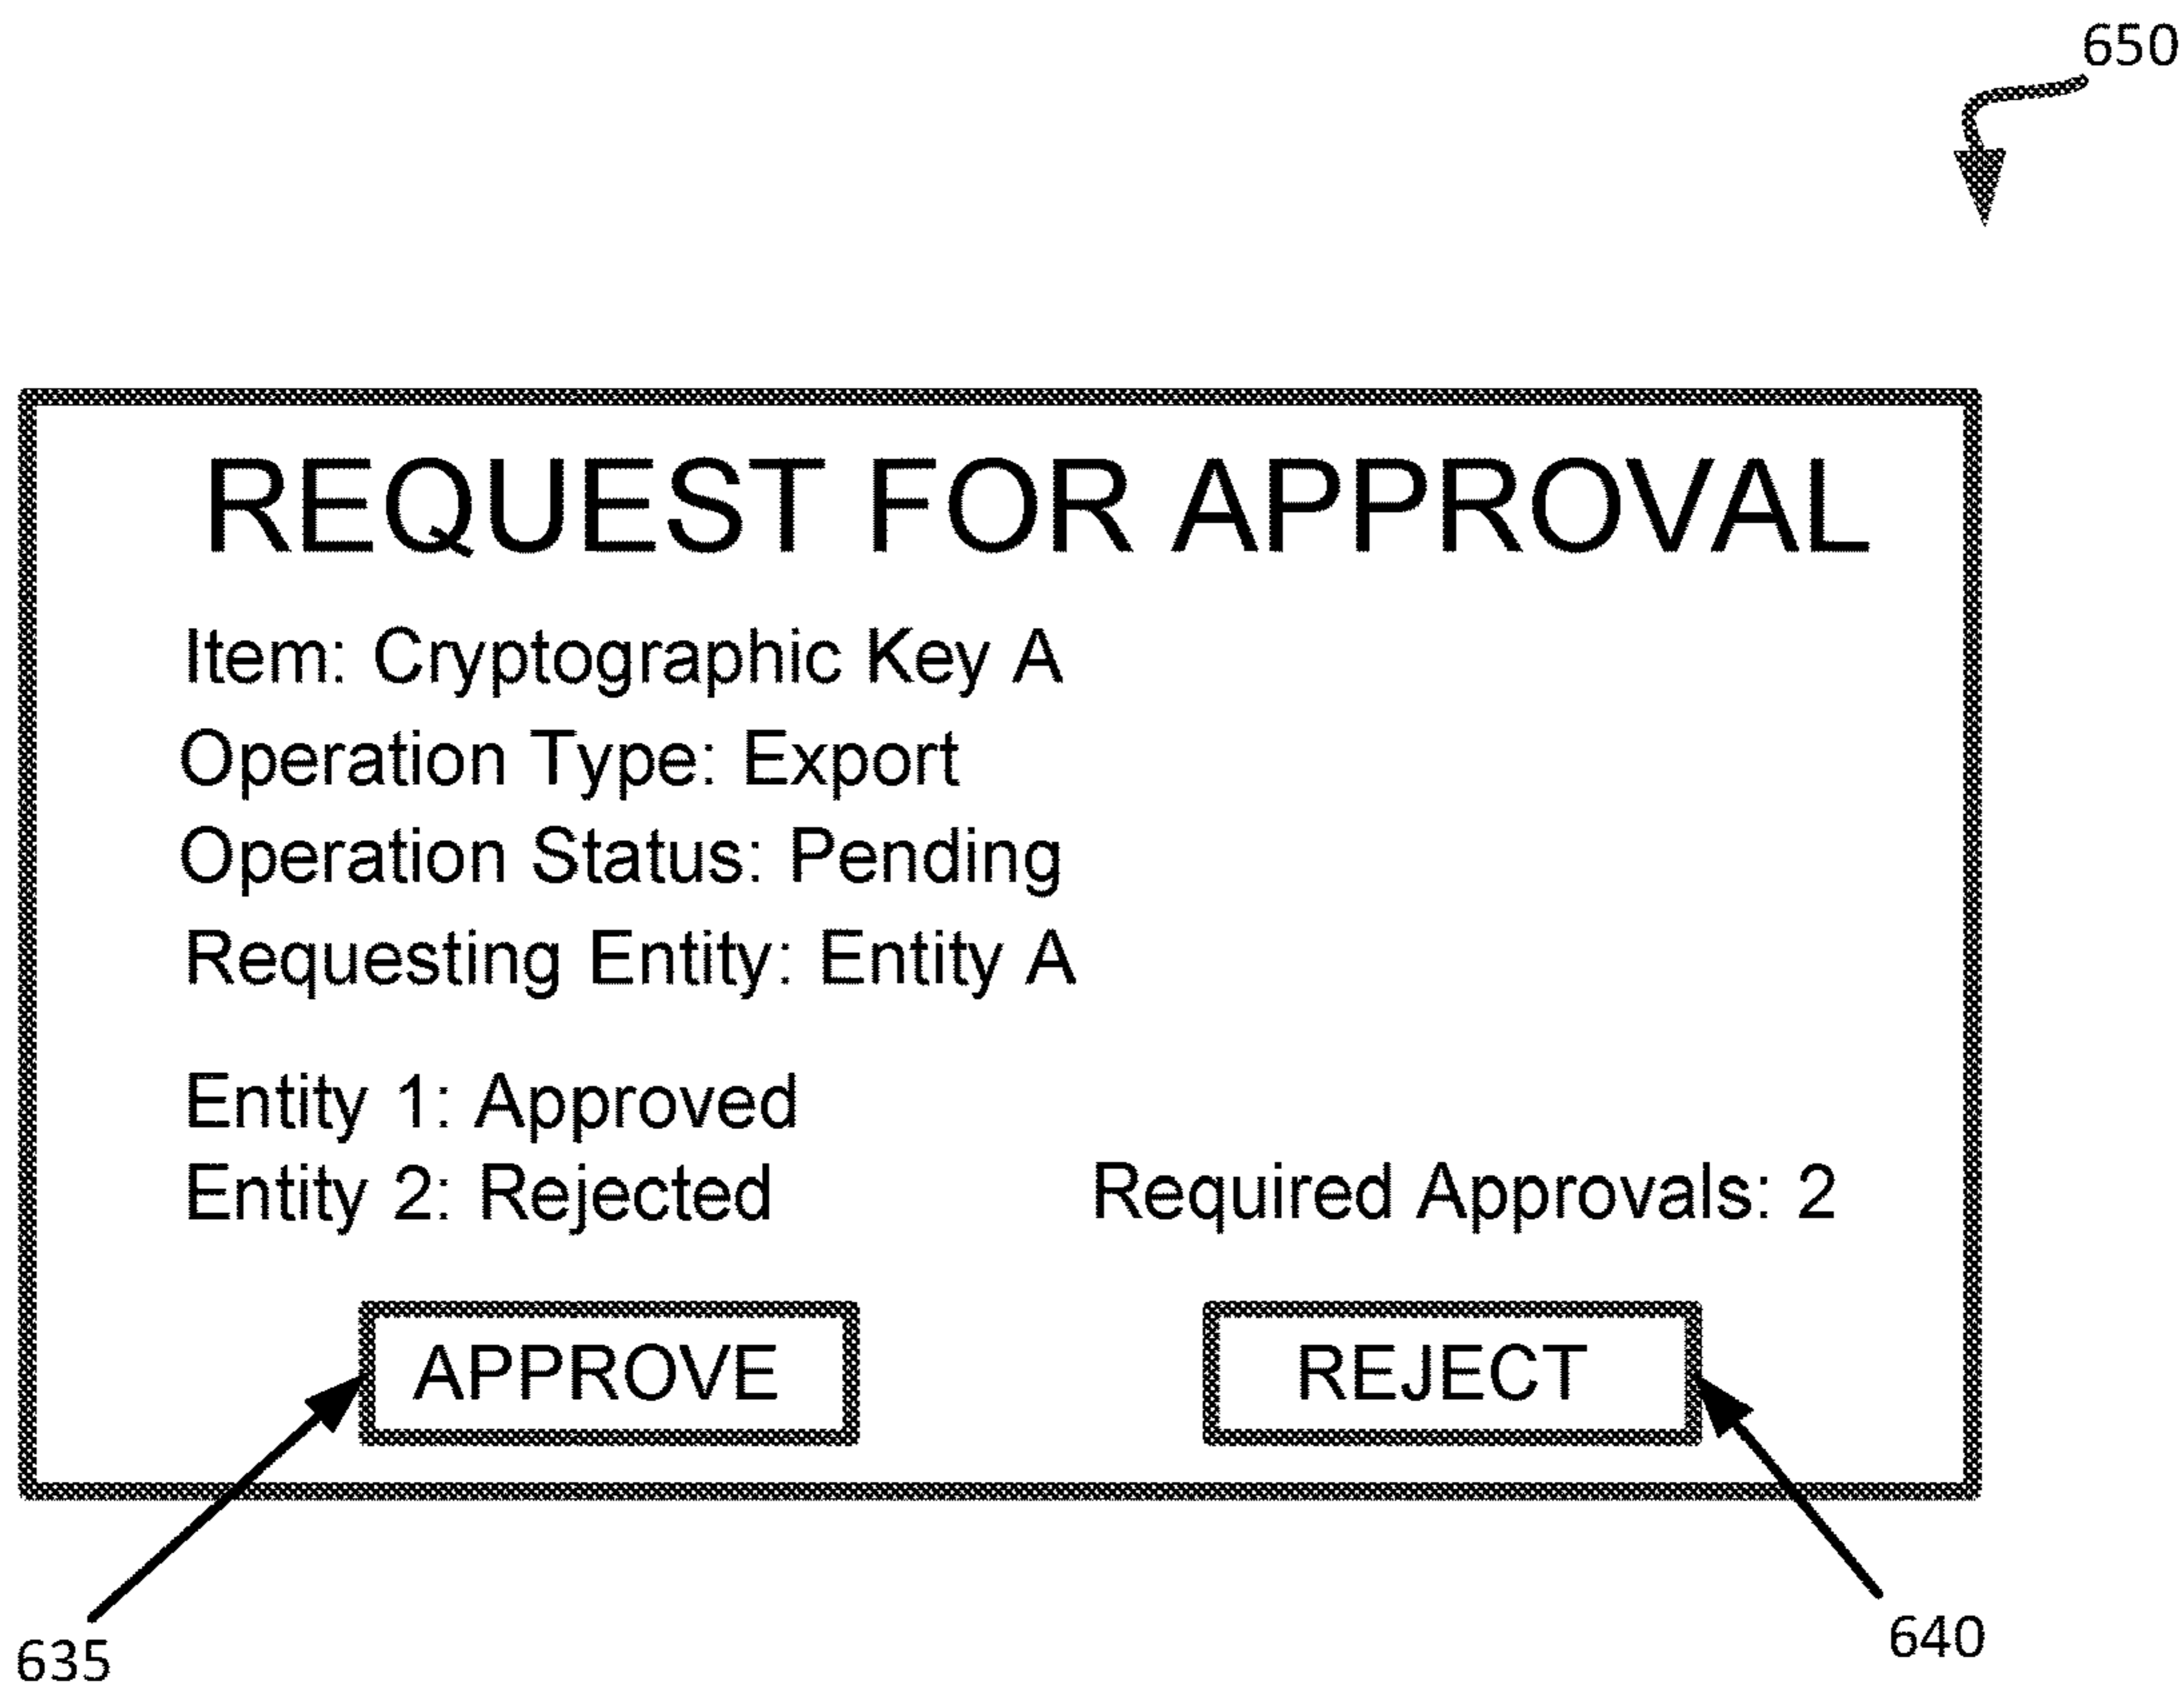 650
REQUEST FOR APPROVAL
Item: Cryptographic Key A
Operation Type: Export
Operation Status: Pending
Requesting Entity: Entity A
Entity 1: Approved
Entity 2: Rejected
Required Approvals: 2
APPROVE
REJECT
635
640